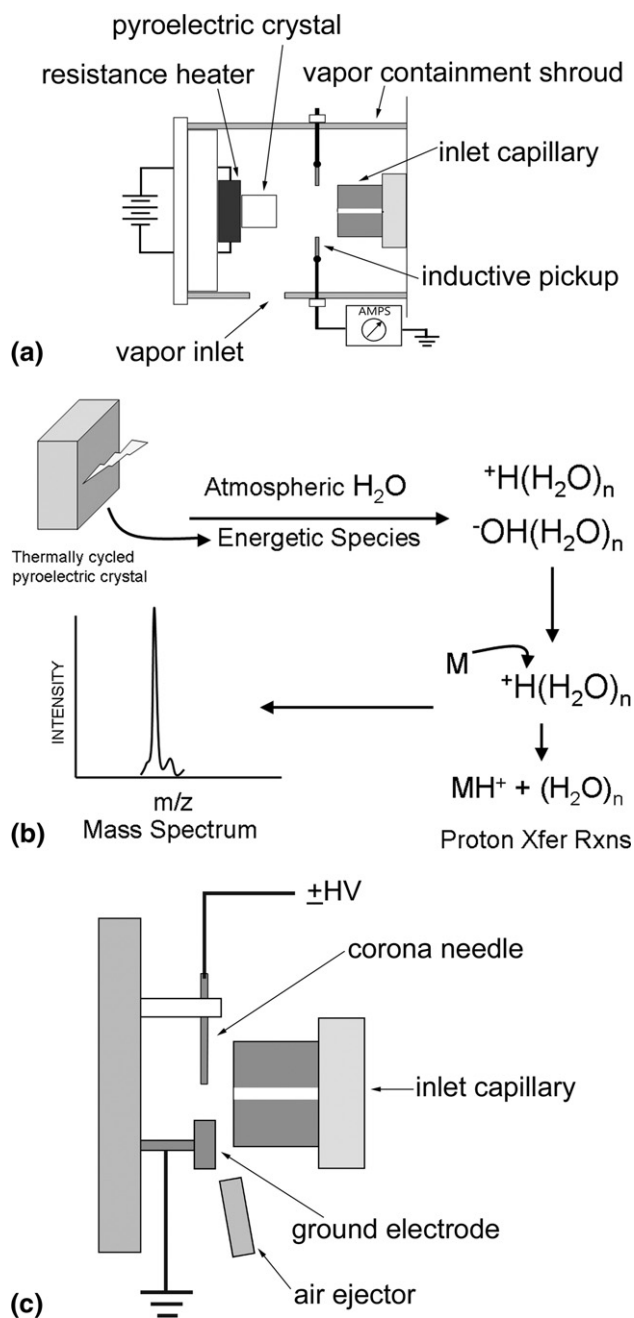 pyroelectric crystal
resistance heater
vapor containment shroud
inlet capillary
inductive pickup
AMPS
vapor inlet
(a)
Atmospheric H₂O
Energetic Species
⁺H(H₂O)ₙ
⁻OH(H₂O)ₙ
Thermally cycled
pyroelectric crystal
INTENSITY
m/z
Mass Spectrum
M
⁺H(H₂O)ₙ
MH⁺ + (H₂O)ₙ
Proton Xfer Rxns
(b)
±HV
corona needle
inlet capillary
ground electrode
air ejector
(c)